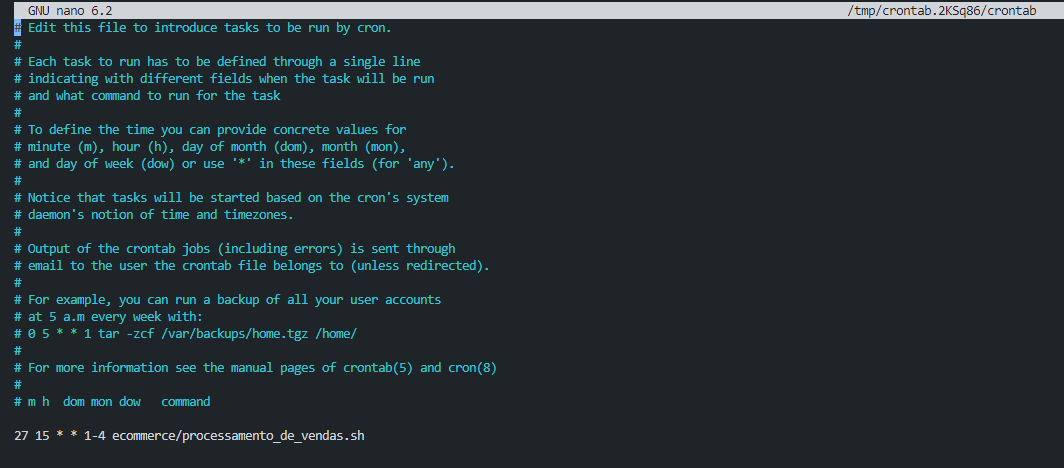 GNU nano 6.2 /tmp/crontab.2KSq86/crontab
# Edit this file to introduce tasks to be run by cron.
#
# Each task to run has to be defined through a single line
# indicating with different fields when the task will be run
# and what command to run for the task
#
# To define the time you can provide concrete values for
# minute (m), hour (h), day of month (dom), month (mon),
# and day of week (dow) or use '*' in these fields (for 'any').
#
# Notice that tasks will be started based on the cron's system
# daemon's notion of time and timezones.
#
# Output of the crontab jobs (including errors) is sent through
# email to the user the crontab file belongs to (unless redirected).
#
# For example, you can run a backup of all your user accounts
# at 5 a.m every week with:
# 0 5 * * 1 tar -zcf /var/backups/home.tgz /home/
#
# For more information see the manual pages of crontab(5) and cron(8)
#
# m h  dom mon dow   command
27 15 * * 1-4 ecommerce/processamento_de_vendas.sh